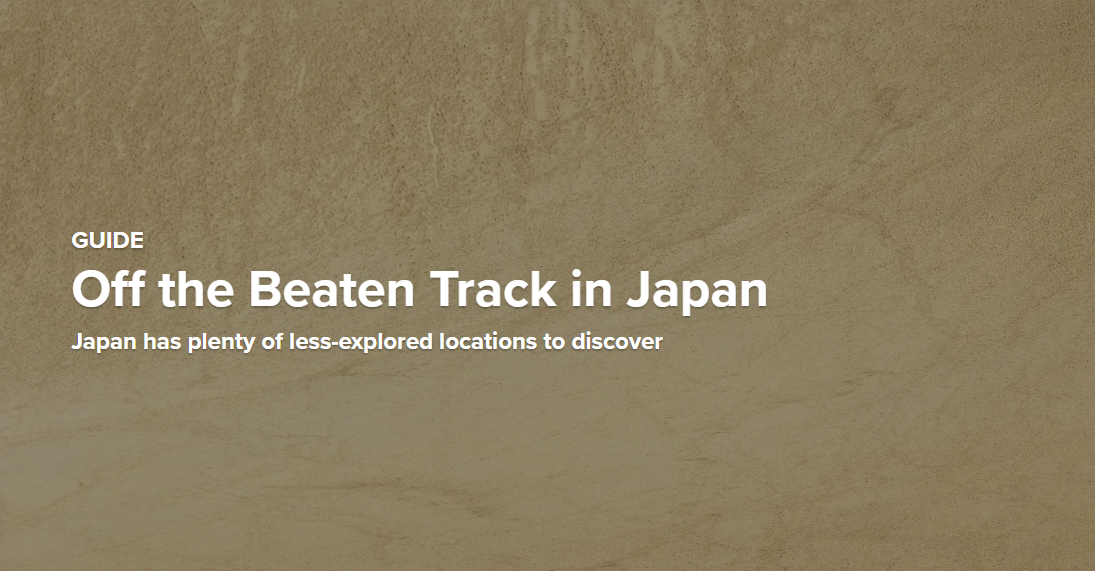 GUIDE
Off the Beaten Track in Japan
Japan has plenty of less-explored locations to discover